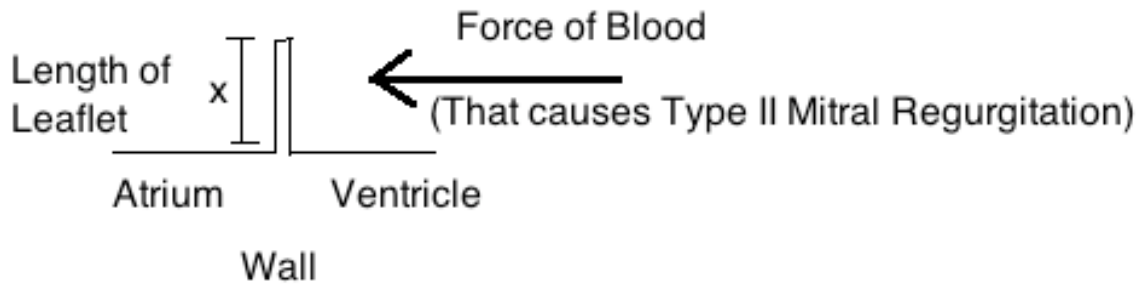 Force of Blood
Length of
Leaflet
x
(That causes Type II Mitral Regurgitation)
Atrium
Ventricle
Wall